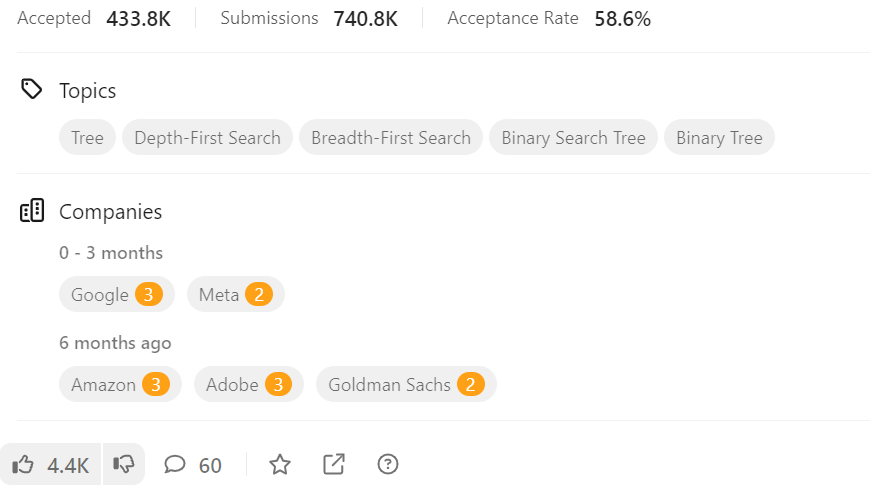 Accepted 433.8K Submissions 740.8K Acceptance Rate 58.6%
Topics
Tree Depth-First Search Breadth-First Search Binary Search Tree Binary Tree
Companies
0 - 3 months
Google 3 Meta 2
6 months ago
Amazon 3 Adobe 3 Goldman Sachs 2
4.4K 60